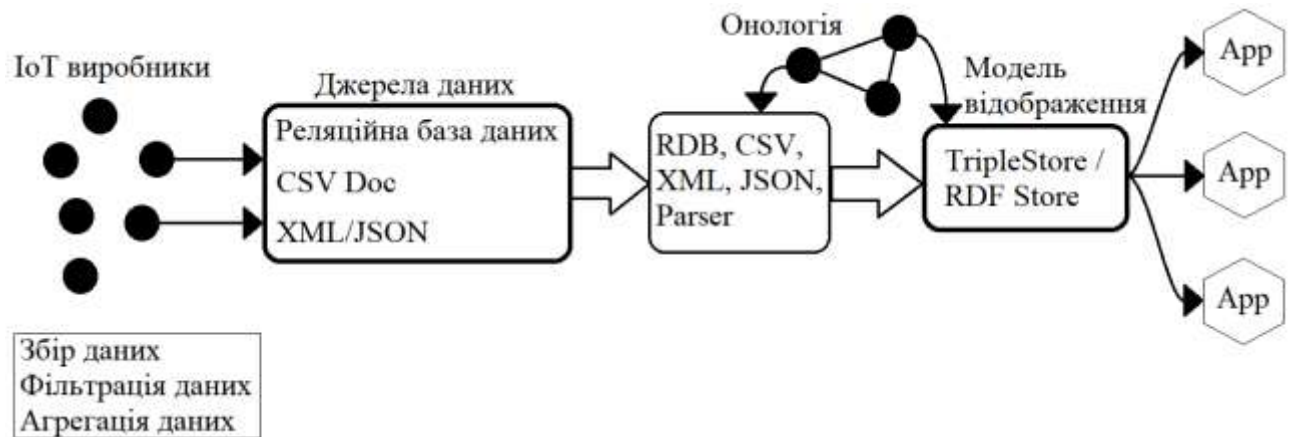 IoT виробники
Джерела даних
Реляційна база даних
CSV Doc
XML/JSON
Онологія
RDB, CSV,
XML, JSON,
Parser
Модель
відображення
TripleStore /
RDF Store
App
App
App
Збір даних
Фільтрація даних
Агрегація даних